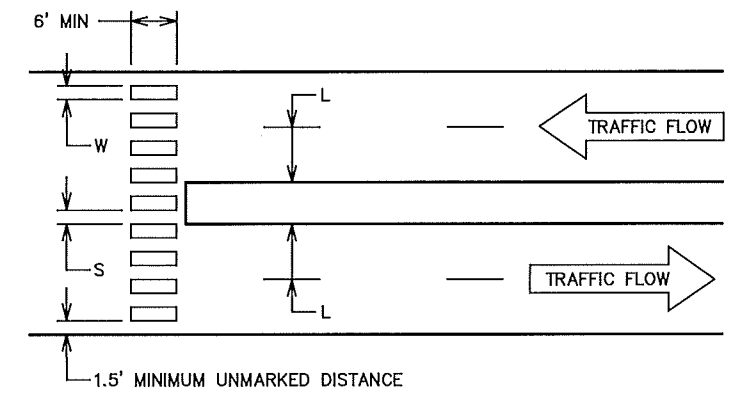 6' MIN
L
W
TRAFFIC FLOW
S
TRAFFIC FLOW
L
1.5' MINIMUM UNMARKED DISTANCE